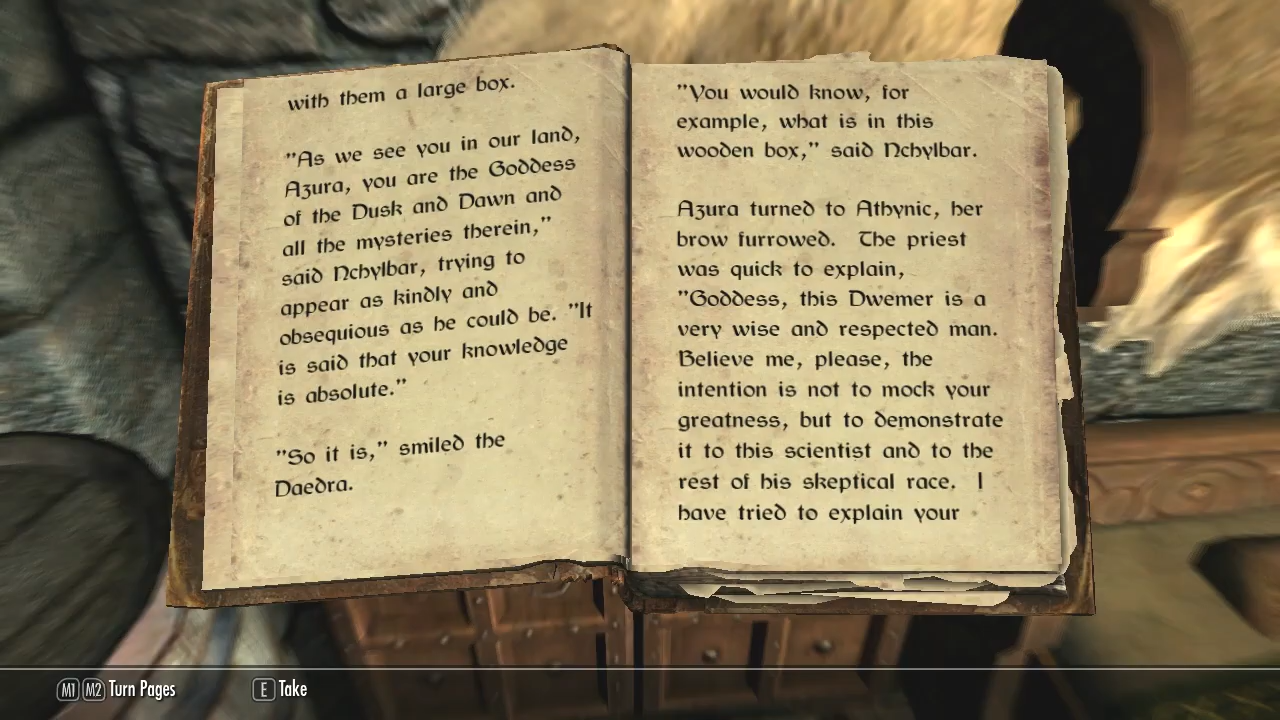 with them a large box.
"As we see you in our land,
Azura, you are the Goddess
of the Dusk and Dawn and
all the mysteries therein,"
said Nchylbar, trying to
appear as kindly and
obsequious as he could be. "It
is said that your knowledge
is absolute."
"So it is," smiled the
Daedra.
"You would know, for
example, what is in this
wooden box," said Nchylbar.
Azura turned to Athynic, her
brow furrowed.  The priest
was quick to explain,
"Goddess, this Dwemer is a
very wise and respected man.
Believe me, please, the
intention is not to mock your
greatness, but to demonstrate
it to this scientist and to the
rest of his skeptical race.  I
have tried to explain your
M1 M2 Turn Pages E Take